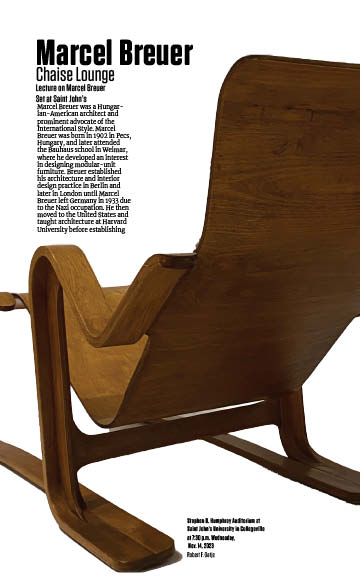 Marcel Breuer
Chaise Lounge
Lecture on Marcel Breuer
Set at Saint John's
Marcel Breuer was a Hungar-
ian-American architect and
prominent advocate of the
International Style. Marcel
Breuer was born in 1902 in Pecs,
Hungary, and later attended
the Bauhaus school in Weimar,
where he developed an interest
in designing modular-unit
furniture. Breuer established
his architecture and interior
design practice in Berlin and
later in London until Marcel
Breuer left Germany in 1933 due
to the Nazi occupation. He then
moved to the United States and
taught architecture at Harvard
University before establishing
Stephen B. Humphrey Auditorium at
Saint John's University in Collegeville
at 7:30 p.m. Wednesday,
Nov. 14, 2023
Robert F. Gatje